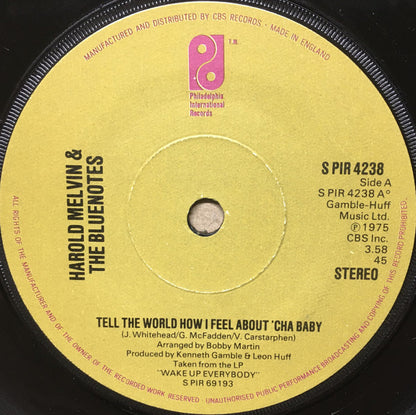 MANUFACTURED AND DISTRIBUTED BY CBS RECORDS - MADE IN ENGLAND
T.M.
Philadelphia
International
Records
HAROLD MELVIN &
THE BLUENOTES
S PIR 4238
Side A
S PIR 4238 A°
Gamble-Huff
Music Ltd.
℗ 1975
CBS Inc.
3.58
45
STEREO
TELL THE WORLD HOW I FEEL ABOUT 'CHA BABY
(J. Whitehead/G. McFadden/V. Carstarphen)
Arranged by Bobby Martin
Produced by Kenneth Gamble & Leon Huff
Taken from the LP
"WAKE UP EVERYBODY"
S PIR 69193
ALL RIGHTS OF THE MANUFACTURER AND OF THE OWNER OF THE RECORDED WORK RESERVED - UNAUTHORISED PUBLIC PERFORMANCE BROADCASTING AND COPYING OF THIS RECORD PROHIBITED.